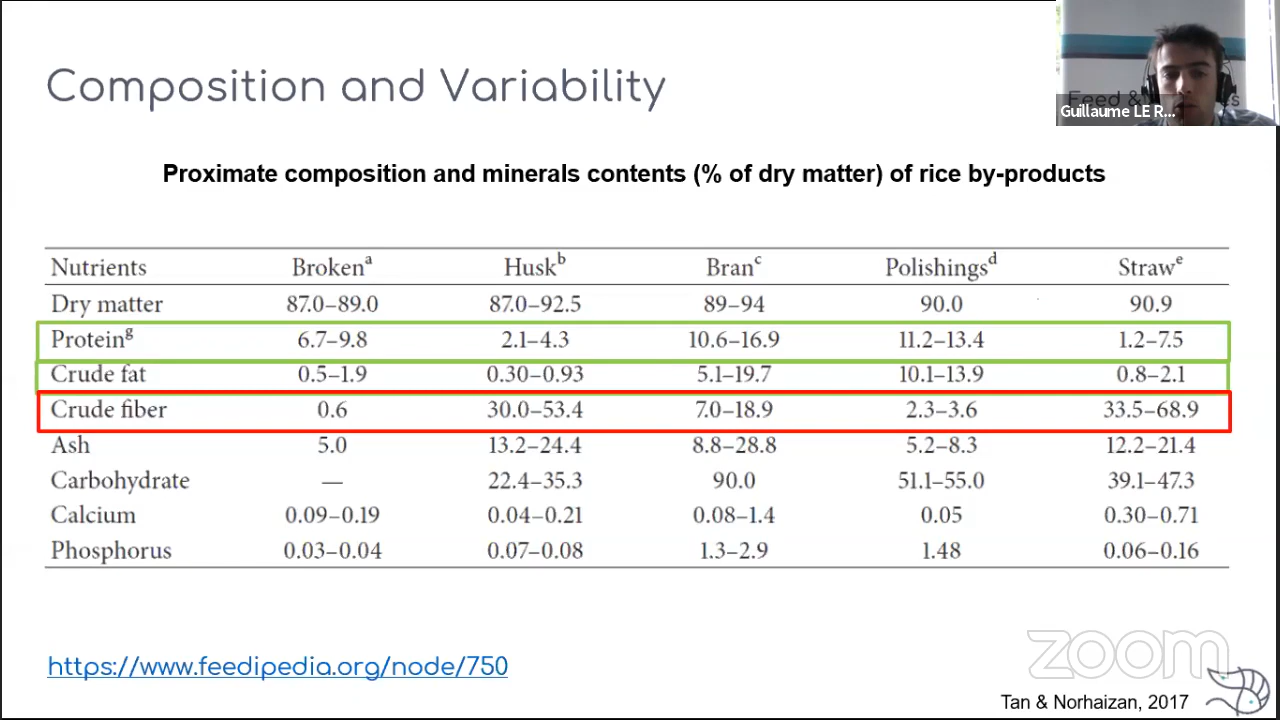 Composition and Variability
Feed & 
Guillaume LE R...
Proximate composition and minerals contents (% of dry matter) of rice by-products
Nutrients Brokenᵃ Huskᵇ Branᶜ Polishingsᵈ Strawᵉ
Dry matter 87.0–89.0 87.0–92.5 89–94 90.0 90.9
Proteinᵍ 6.7–9.8 2.1–4.3 10.6–16.9 11.2–13.4 1.2–7.5
Crude fat 0.5–1.9 0.30–0.93 5.1–19.7 10.1–13.9 0.8–2.1
Crude fiber 0.6 30.0–53.4 7.0–18.9 2.3–3.6 33.5–68.9
Ash 5.0 13.2–24.4 8.8–28.8 5.2–8.3 12.2–21.4
Carbohydrate — 22.4–35.3 90.0 51.1–55.0 39.1–47.3
Calcium 0.09–0.19 0.04–0.21 0.08–1.4 0.05 0.30–0.71
Phosphorus 0.03–0.04 0.07–0.08 1.3–2.9 1.48 0.06–0.16
https://www.feedipedia.org/node/750
zoom
Tan & Norhaizan, 2017